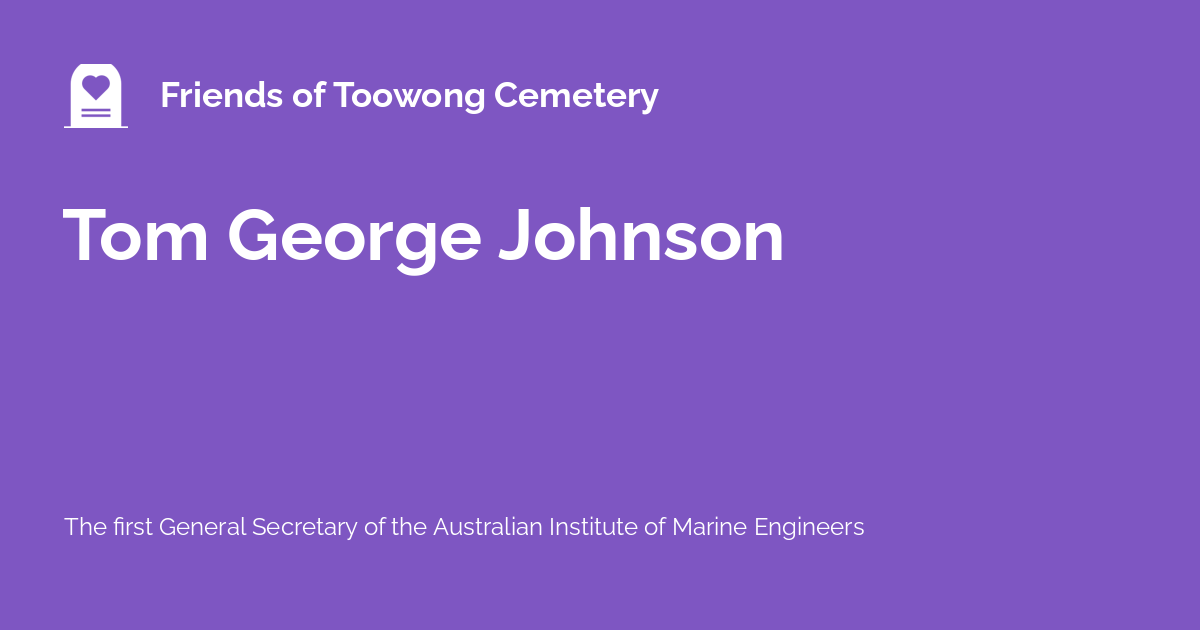 Friends of Toowong Cemetery
Tom George Johnson
The first General Secretary of the Australian Institute of Marine Engineers